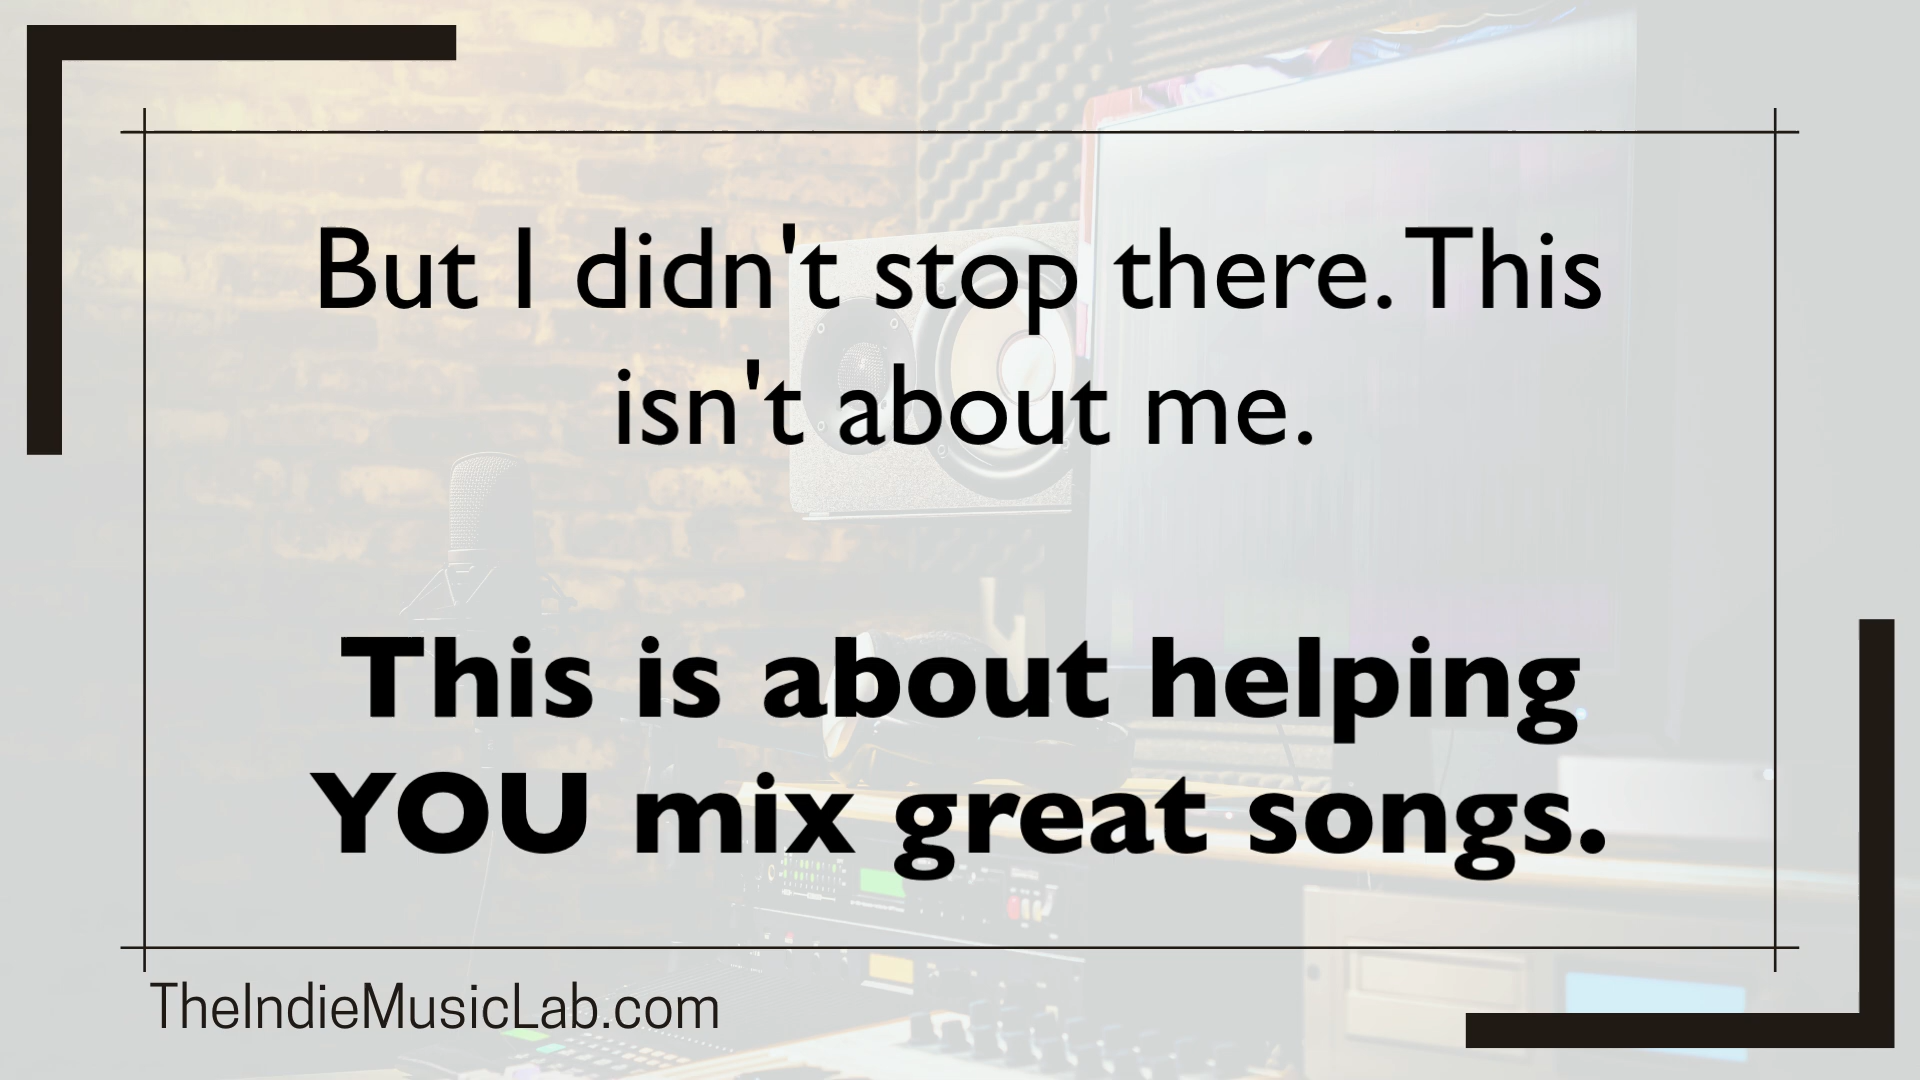 But I didn't stop there. This
isn't about me.
This is about helping
YOU mix great songs.
TheIndieMusicLab.com